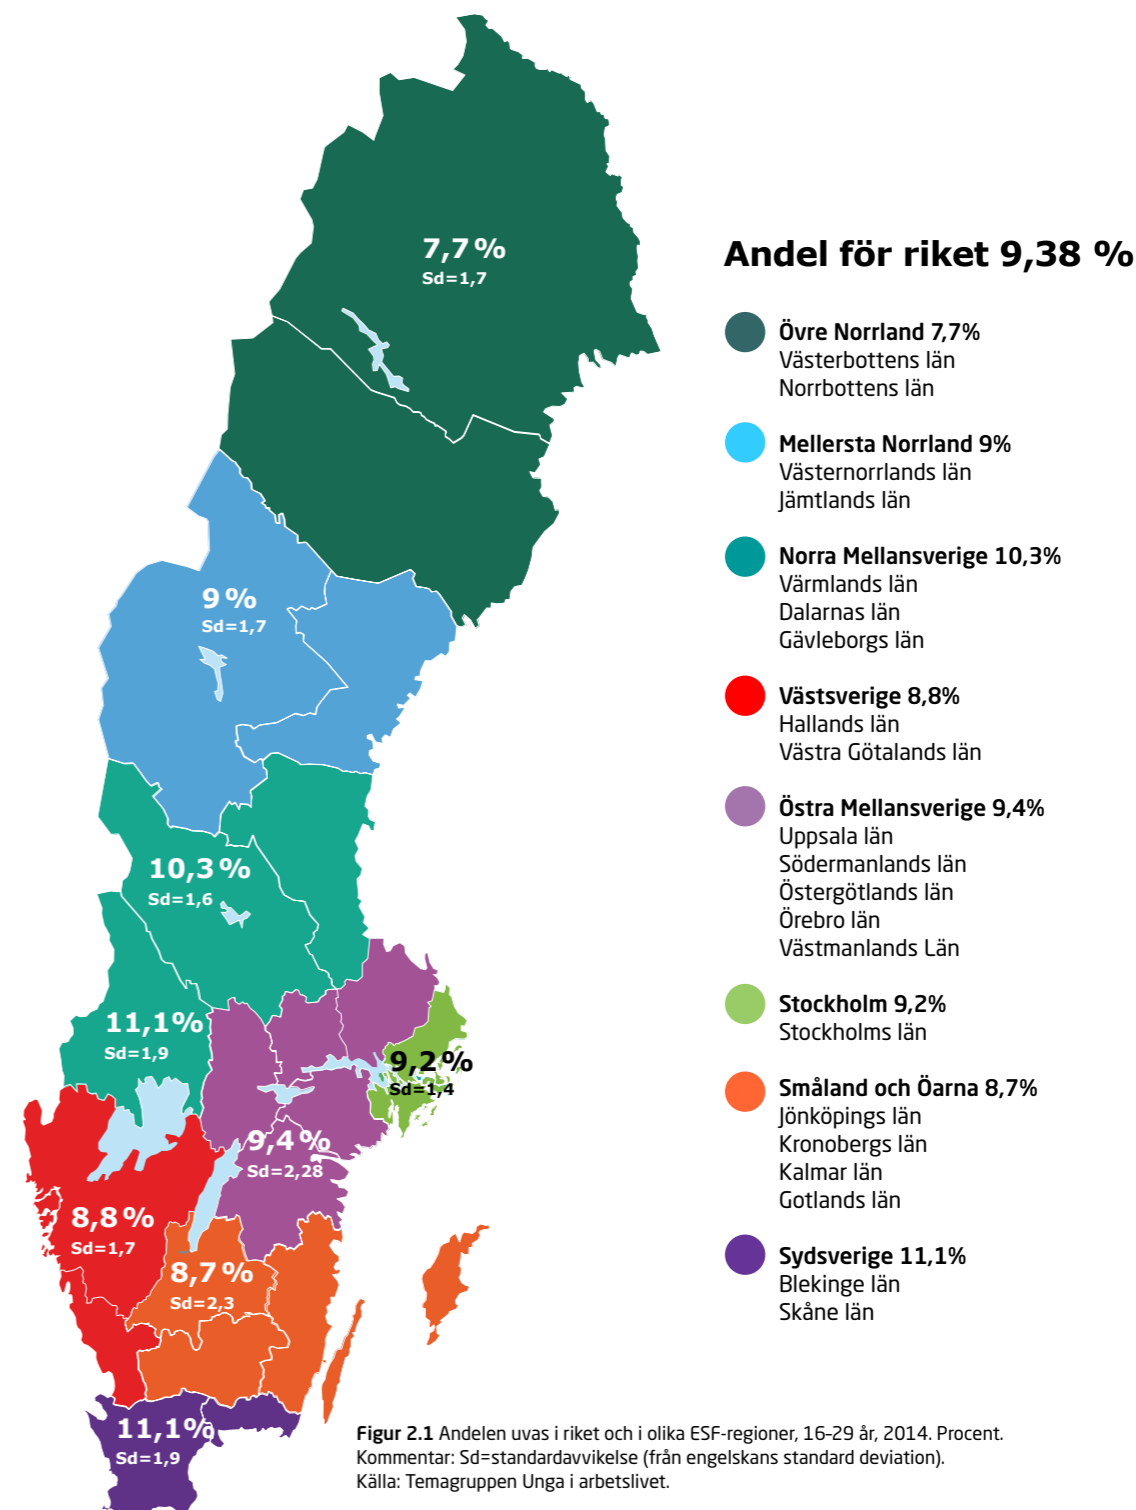 7,7 %
Sd=1,7
9 %
Sd=1,7
10,3 %
Sd=1,6
11,1%
Sd=1,9
9,2 %
Sd=1,4
9,4 %
Sd=2,28
8,8 %
Sd=1,7
8,7 %
Sd=2,3
11,1%
Sd=1,9
Andel för riket 9,38 %
Övre Norrland 7,7%
Västerbottens län
Norrbottens län
Mellersta Norrland 9%
Västernorrlands län
Jämtlands län
Norra Mellansverige 10,3%
Värmlands län
Dalarnas län
Gävleborgs län
Västsverige 8,8%
Hallands län
Västra Götalands län
Östra Mellansverige 9,4%
Uppsala län
Södermanlands län
Östergötlands län
Örebro län
Västmanlands Län
Stockholm 9,2%
Stockholms län
Småland och Öarna 8,7%
Jönköpings län
Kronobergs län
Kalmar län
Gotlands län
Sydsverige 11,1%
Blekinge län
Skåne län
Figur 2.1 Andelen uvas i riket och i olika ESF-regioner, 16-29 år, 2014. Procent.
Kommentar: Sd=standardavvikelse (från engelskans standard deviation).
Källa: Temagruppen Unga i arbetslivet.